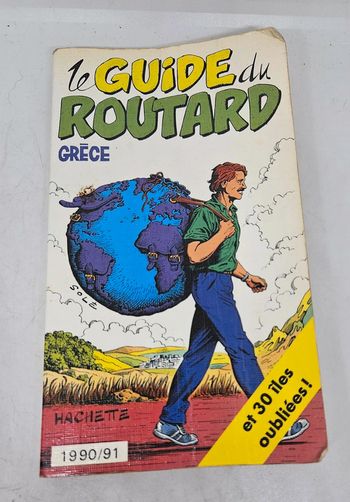 le GUiDE du
ROUTARD
GRÈCE
SOLÉ
HACHETTE
et 30 îles
oubliées !
1990/91